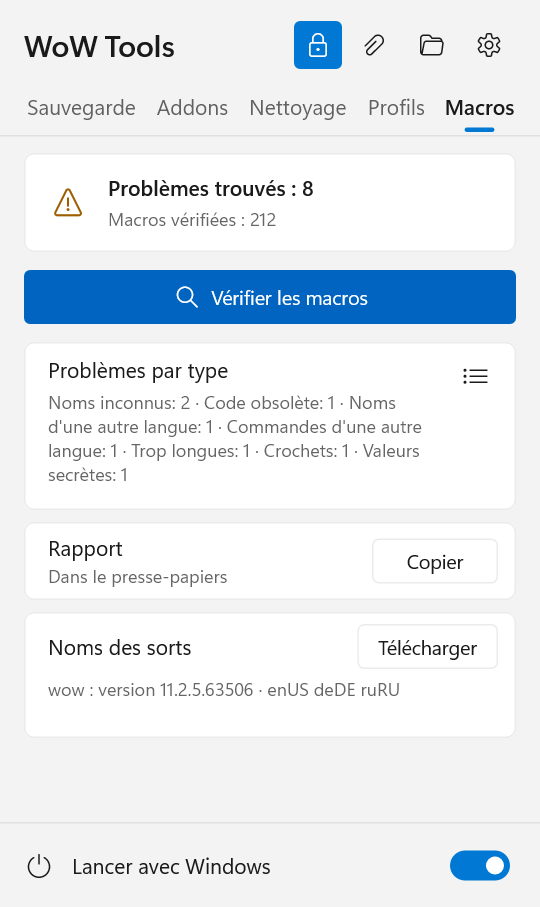 WoW Tools
Sauvegarde Addons Nettoyage Profils Macros
Problèmes trouvés : 8
Macros vérifiées : 212
Vérifier les macros
Problèmes par type
Noms inconnus: 2 · Code obsolète: 1 · Noms
d'une autre langue: 1 · Commandes d'une autre
langue: 1 · Trop longues: 1 · Crochets: 1 · Valeurs
secrètes: 1
Rapport
Dans le presse-papiers
Copier
Noms des sorts
Télécharger
wow : version 11.2.5.63506 · enUS deDE ruRU
Lancer avec Windows